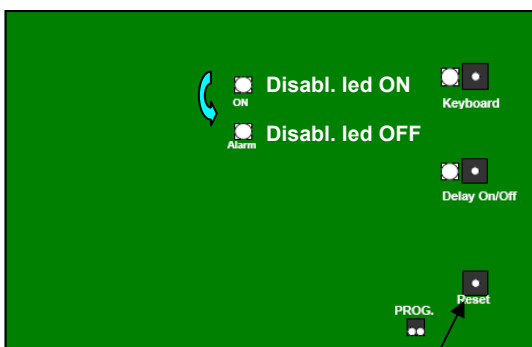 Disabl. led ON
ON
Keyboard
Disabl. led OFF
Alarm
Delay On/Off
Reset
PROG.